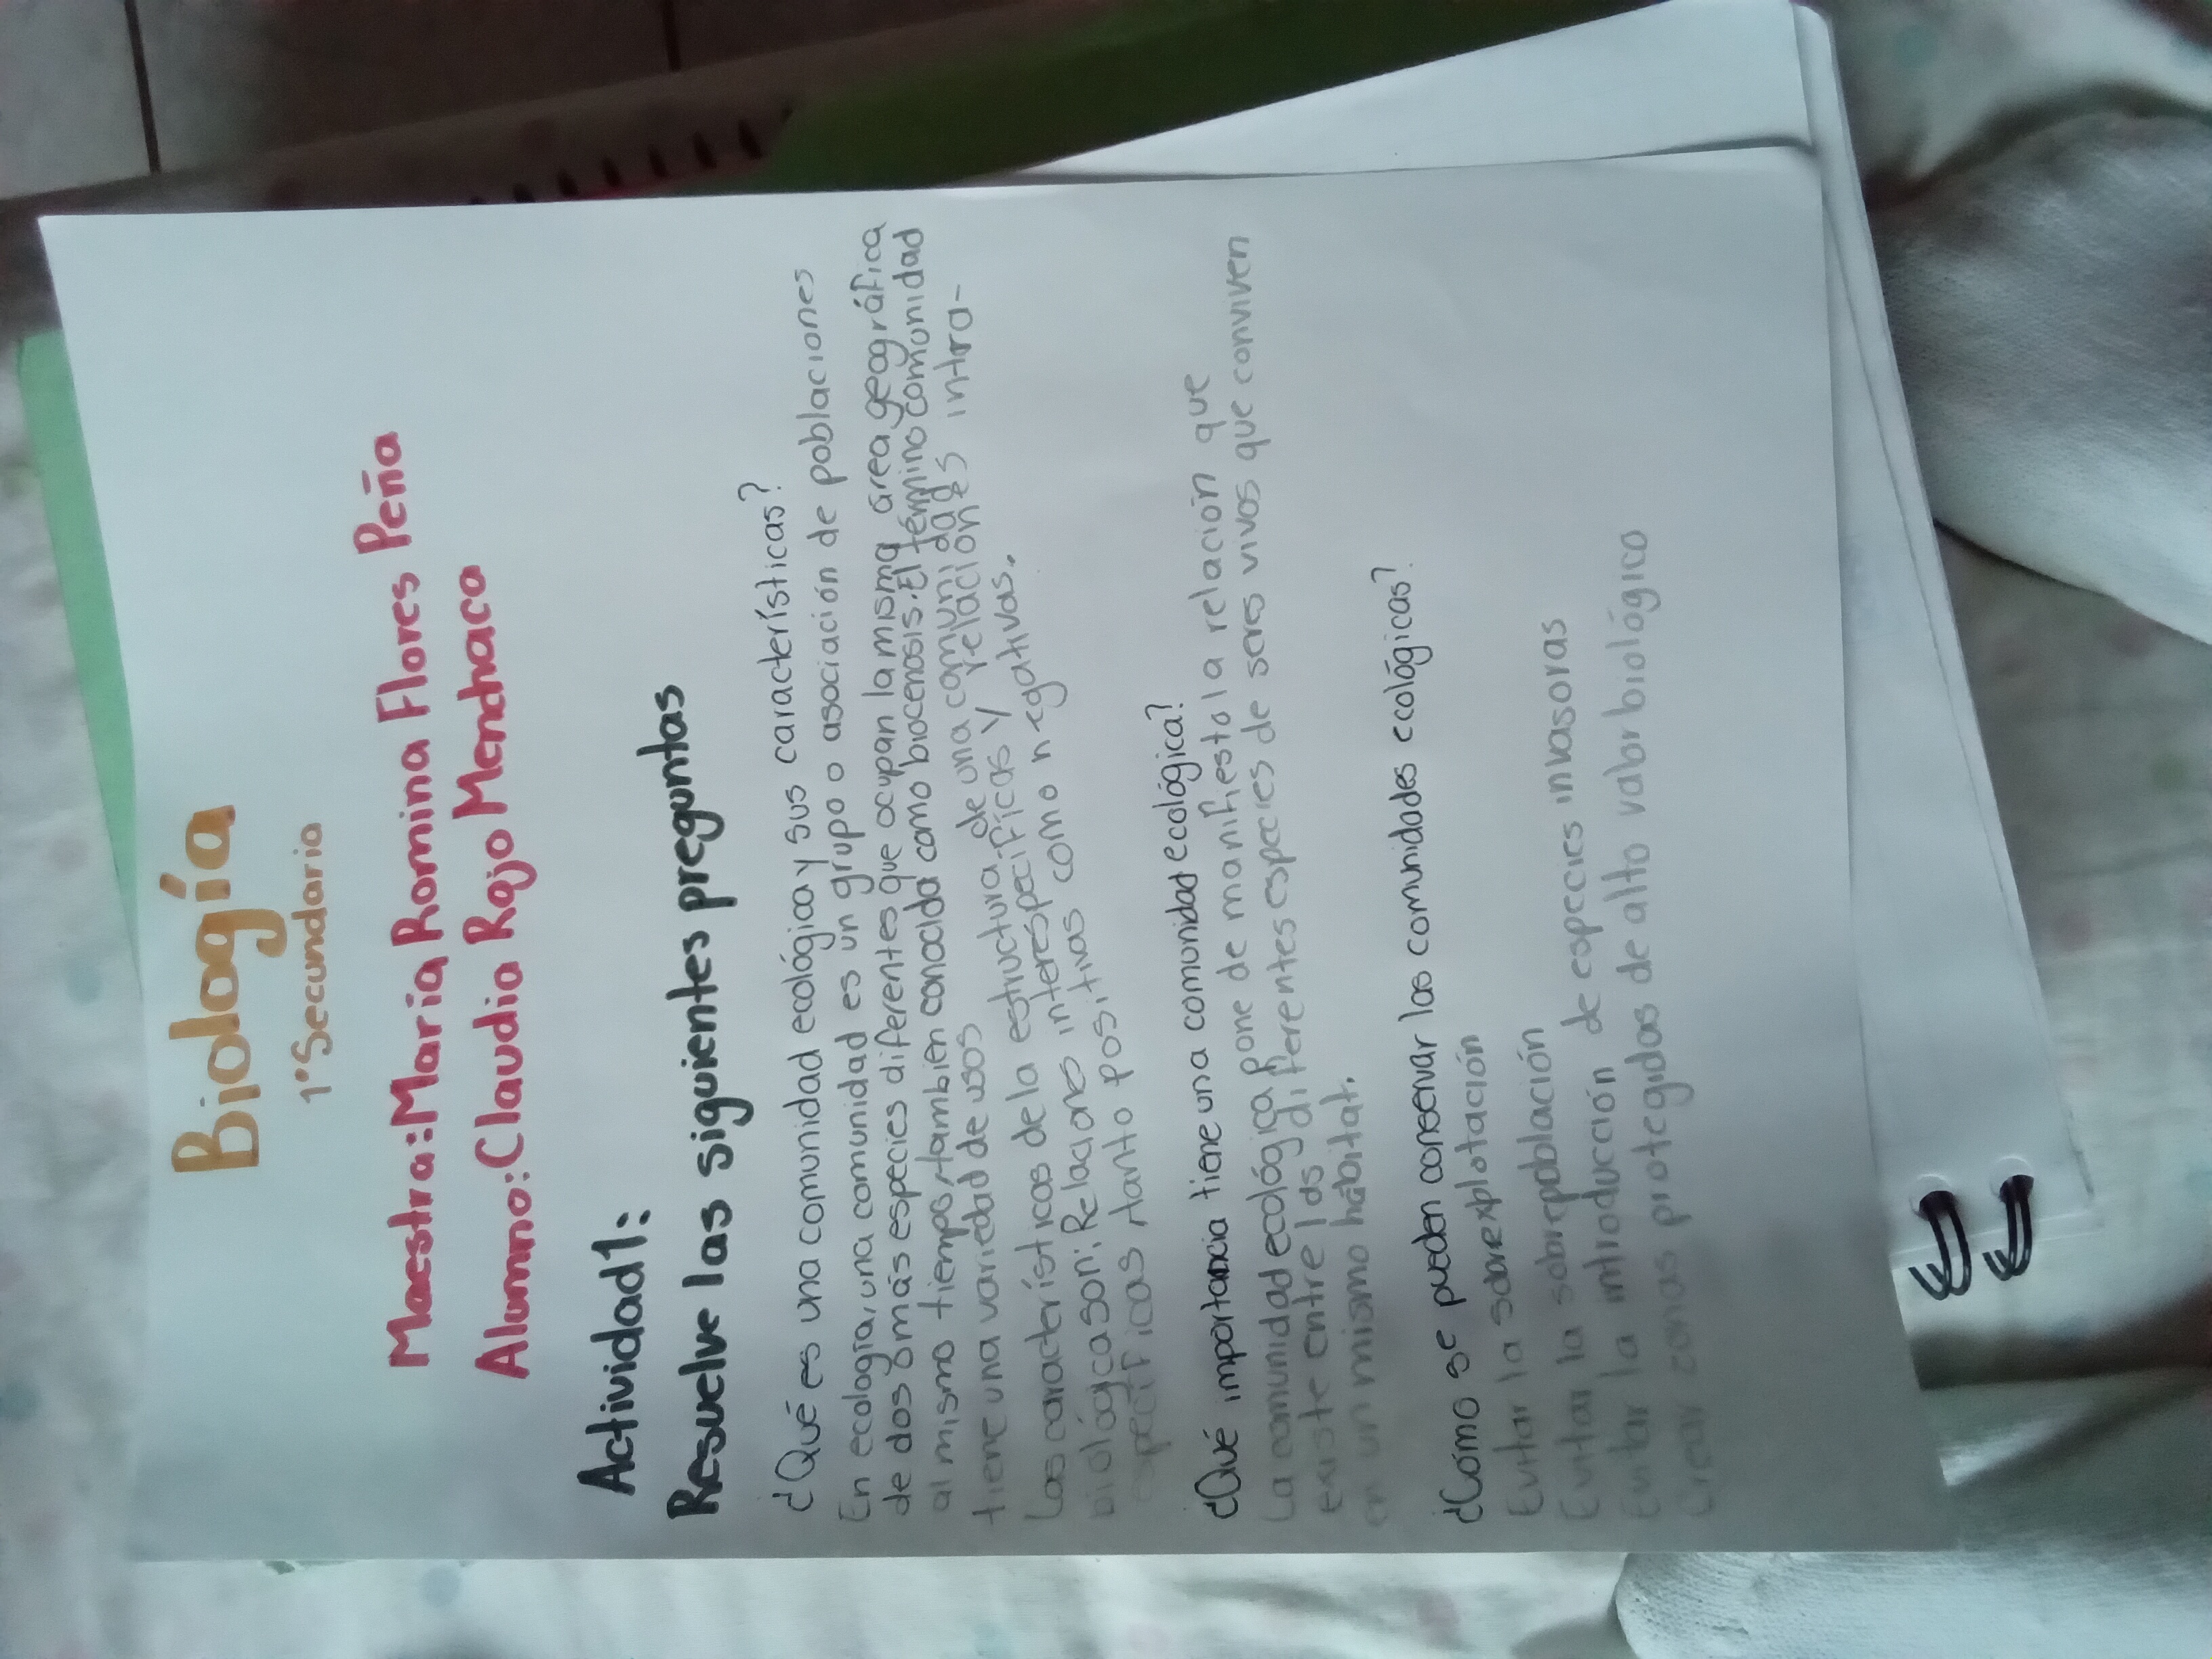 Biología
1° Secundaria
Maestra: María Romina Flores Peña
Alumno: Claudio Rojo Menchaca
Actividad 1:
Resuelve las siguientes preguntas
¿Qué es una comunidad ecológica y sus características?
En ecología, una comunidad es un grupo o asociación de poblaciones
de dos o más especies diferentes que ocupan la misma área geográfica
al mismo tiempo, también conocida como biocenosis. El término comunidad
tiene una variedad de usos
Las características de la estructura de una comunidad
biológica son: Relaciones interespecíficas y relaciones intra-
específicas, tanto positivas como negativas.
¿Qué importancia tiene una comunidad ecológica?
La comunidad ecológica pone de manifiesto la relación que
existe entre las diferentes especies de seres vivos que conviven
en un mismo hábitat.
¿Cómo se pueden conservar las comunidades ecológicas?
Evitar la sobrexplotación
Evitar la sobrepoblación
Evitar la introducción de especies invasoras
Crear zonas protegidas de alto valor biológico